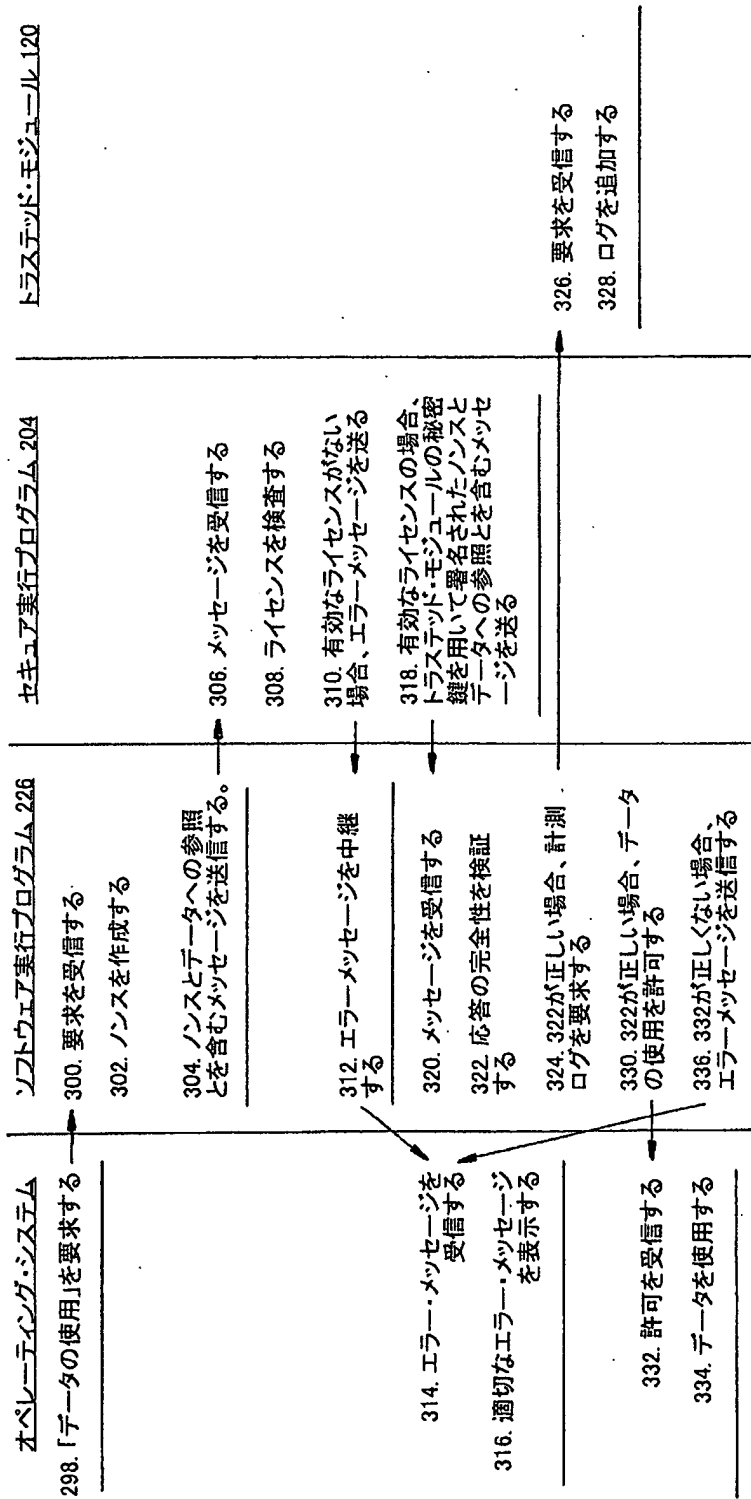 オペレーティング・システム
298. 「データの使用」を要求する
314. エラー・メッセージを
受信する
316. 適切なエラー・メッセージ
を表示する
332. 許可を受信する
334. データを使用する
ソフトウェア実行プログラム 226
300. 要求を受信する
302. ノンスを作成する
304. ノンスとデータへの参照
とを含むメッセージを送信する。
312. エラーメッセージを中継
する
320. メッセージを受信する
322. 応答の完全性を検証
する
324. 322が正しい場合、計測
ログを要求する
330. 322が正しい場合、データ
の使用を許可する
336. 332が正しくない場合、
エラーメッセージを送信する
セキュア実行プログラム 204
306. メッセージを受信する
308. ライセンスを検査する
310. 有効なライセンスがない
場合、エラーメッセージを送る
318. 有効なライセンスの場合、
トラステッド・モジュールの秘密
鍵を用いて署名されたノンスと
データへの参照とを含むメッセ
ージを送る
トラステッド・モジュール 120
326. 要求を受信する
328. ログを追加する